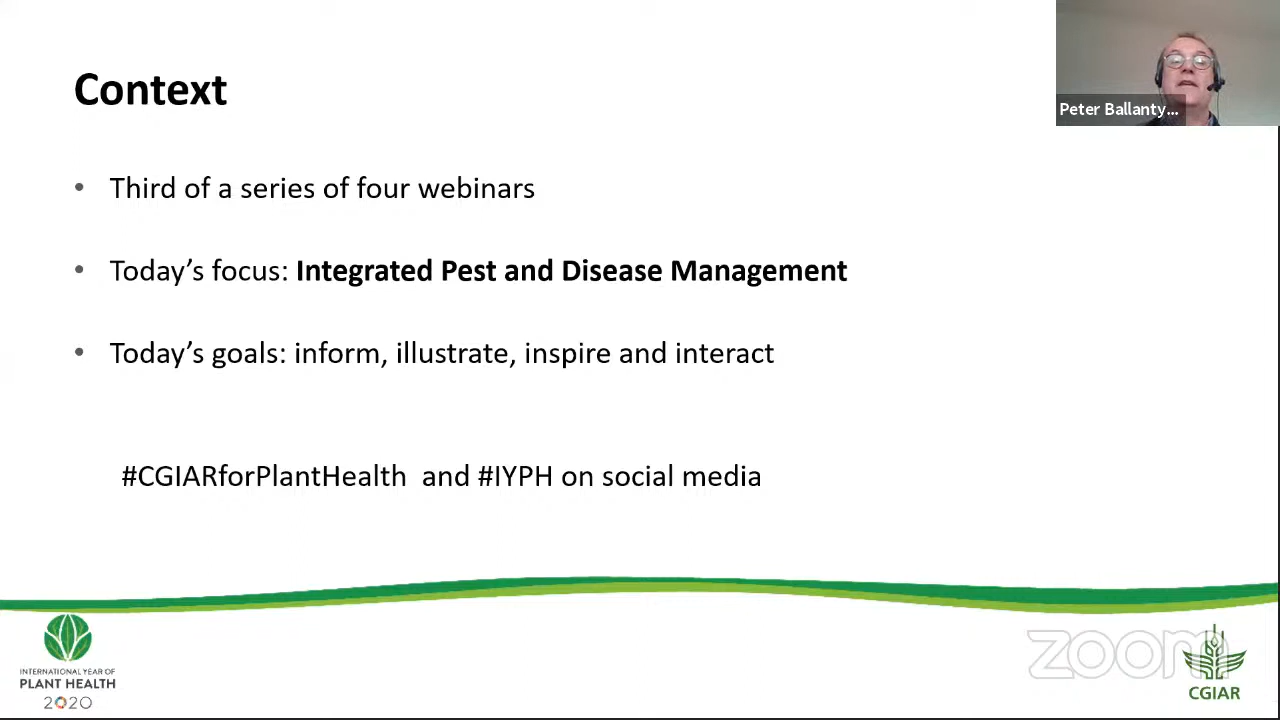 Context
Peter Ballanty...
• Third of a series of four webinars
• Today's focus: Integrated Pest and Disease Management
• Today's goals: inform, illustrate, inspire and interact
#CGIARforPlantHealth and #IYPH on social media
INTERNATIONAL YEAR OF
PLANT HEALTH
2020
zoom
CGIAR